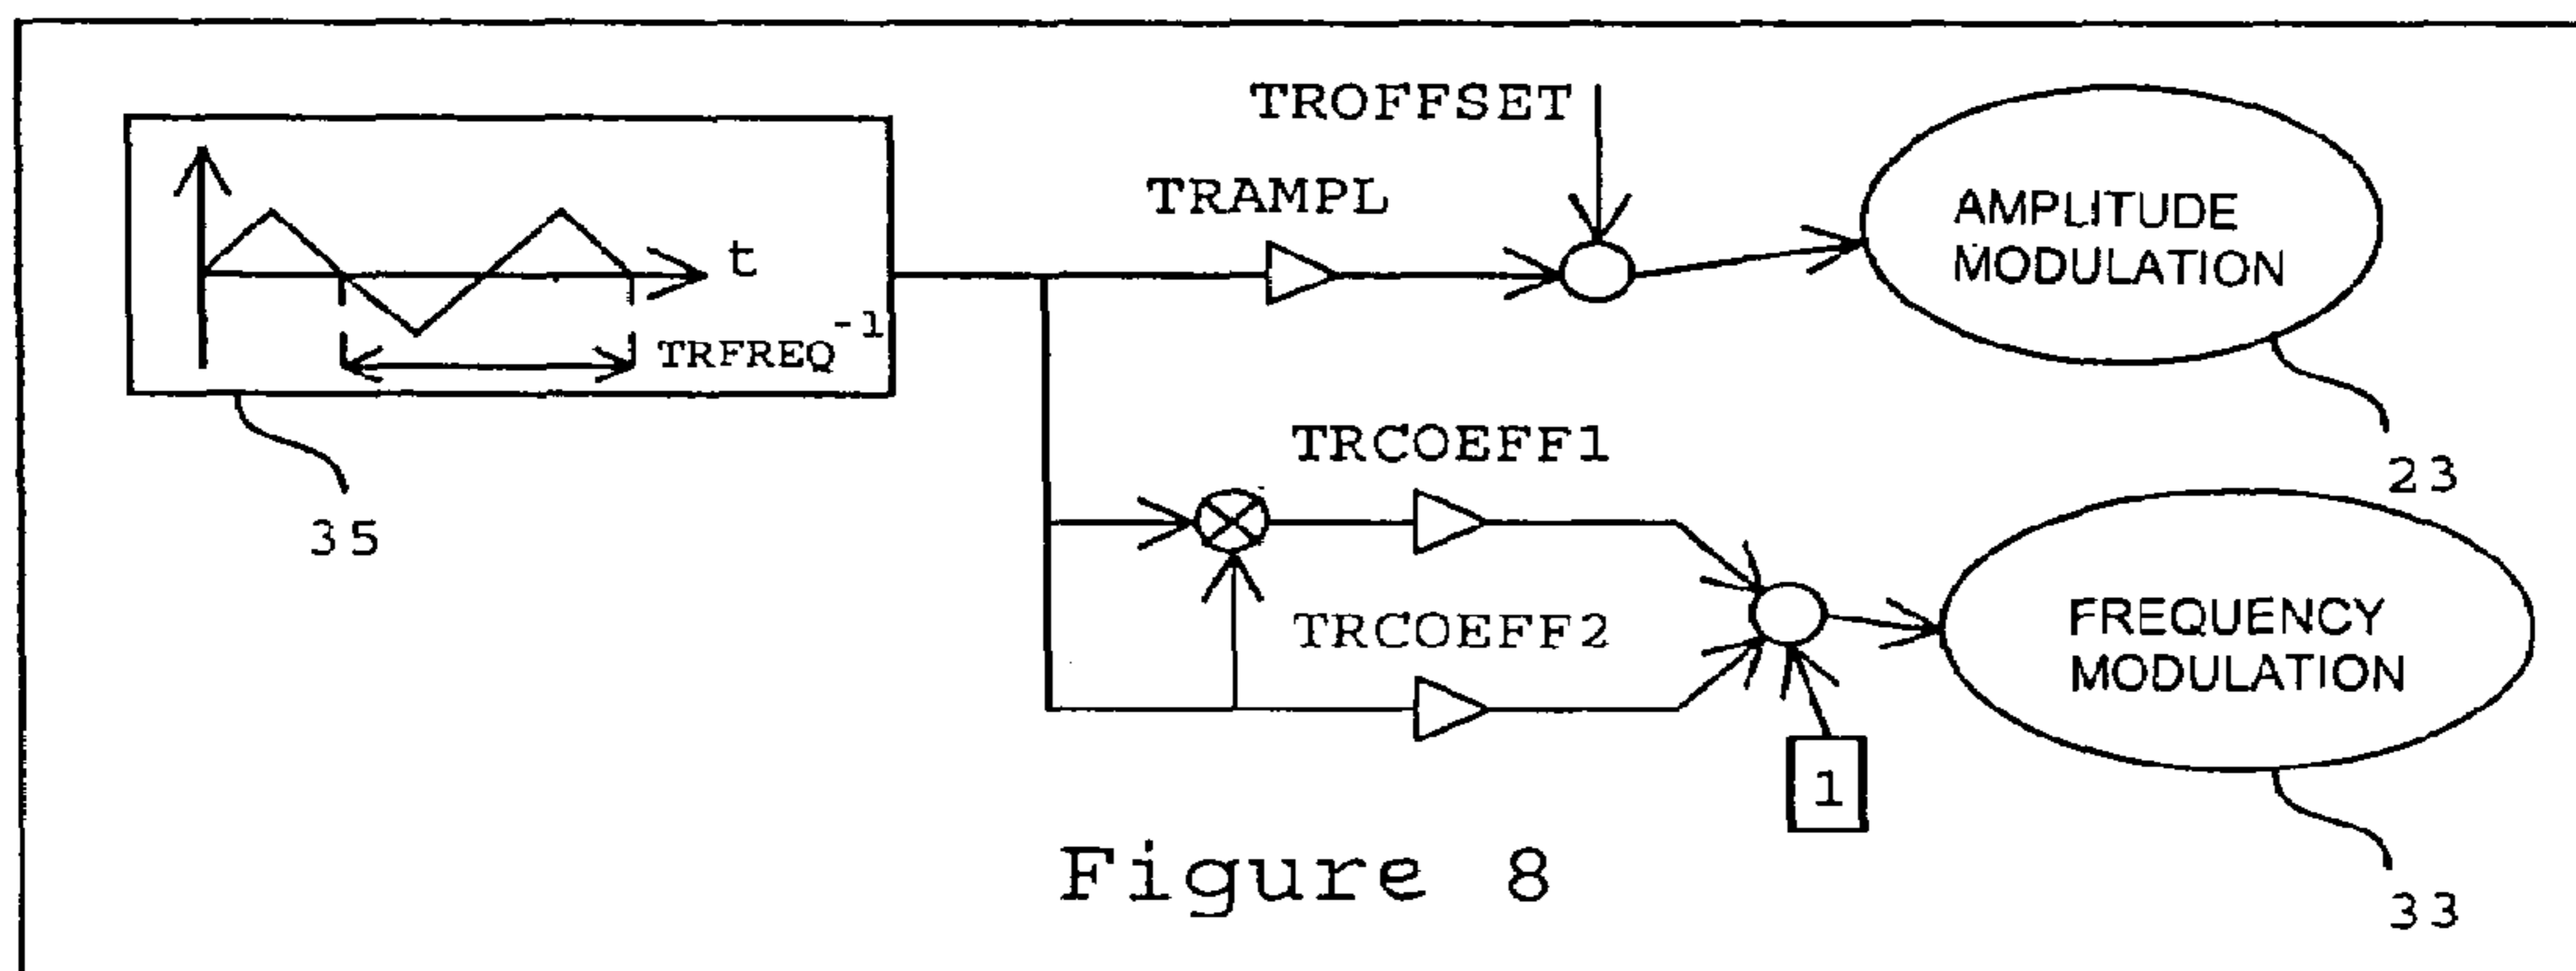 TROFFSET
TRAMPL
t
TRFREQ⁻¹
35
AMPLITUDE
MODULATION
23
TRCOEFF1
TRCOEFF2
1
FREQUENCY
MODULATION
33
Figure 8